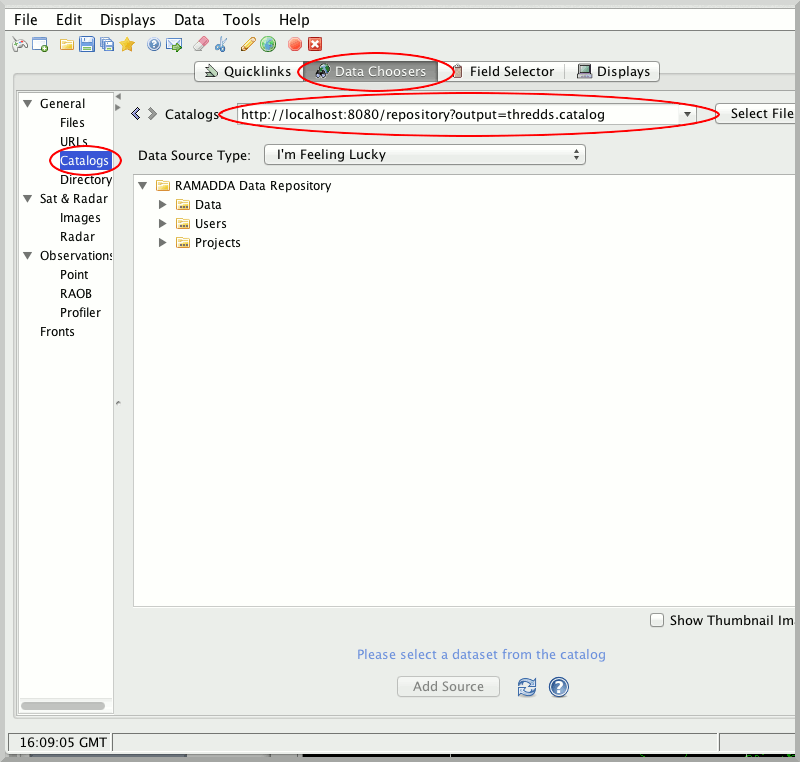 File Edit Displays Data Tools Help
Quicklinks Data Choosers Field Selector Displays
General
Files
URLs
Catalogs
Directory
Sat & Radar
Images
Radar
Observations
Point
RAOB
Profiler
Fronts
Catalogs http://localhost:8080/repository?output=thredds.catalog Select File
Data Source Type: I'm Feeling Lucky
RAMADDA Data Repository
Data
Users
Projects
Show Thumbnail Ima
Please select a dataset from the catalog
Add Source
16:09:05 GMT